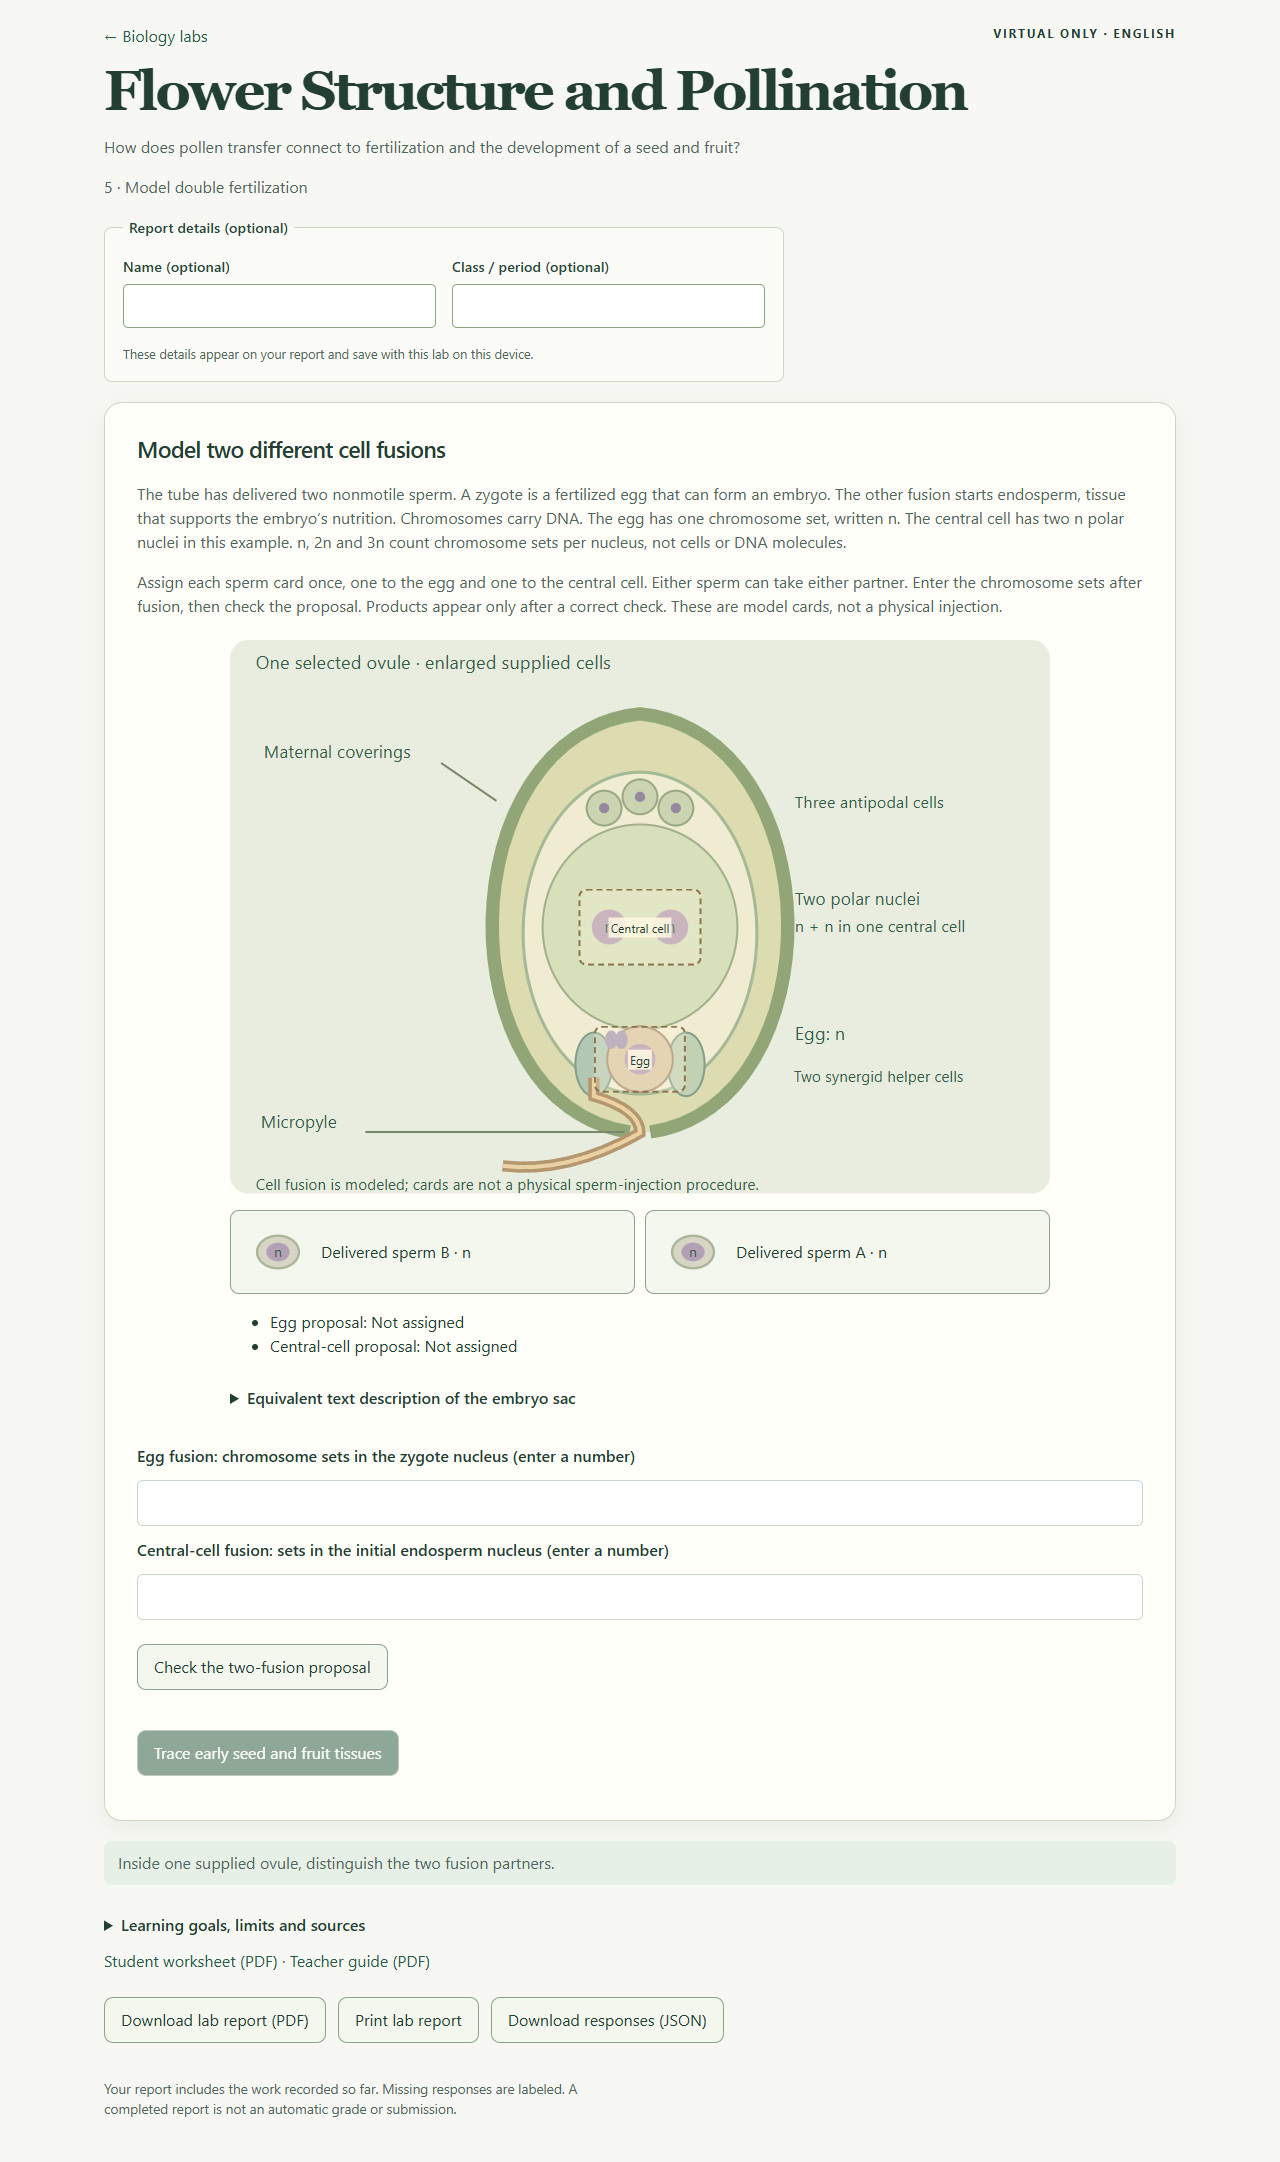 ← Biology labs
VIRTUAL ONLY · ENGLISH
Flower Structure and Pollination
How does pollen transfer connect to fertilization and the development of a seed and fruit?
5 · Model double fertilization
Report details (optional)
Name (optional)
Class / period (optional)
These details appear on your report and save with this lab on this device.
Model two different cell fusions
The tube has delivered two nonmotile sperm. A zygote is a fertilized egg that can form an embryo. The other fusion starts endosperm, tissue
that supports the embryo’s nutrition. Chromosomes carry DNA. The egg has one chromosome set, written n. The central cell has two n polar
nuclei in this example. n, 2n and 3n count chromosome sets per nucleus, not cells or DNA molecules.
Assign each sperm card once, one to the egg and one to the central cell. Either sperm can take either partner. Enter the chromosome sets after
fusion, then check the proposal. Products appear only after a correct check. These are model cards, not a physical injection.
One selected ovule · enlarged supplied cells
Maternal coverings
Three antipodal cells
Two polar nuclei
n + n in one central cell
Central cell
Egg: n
Egg
Two synergid helper cells
Micropyle
Cell fusion is modeled; cards are not a physical sperm-injection procedure.
n Delivered sperm B · n
n Delivered sperm A · n
• Egg proposal: Not assigned
• Central-cell proposal: Not assigned
▶ Equivalent text description of the embryo sac
Egg fusion: chromosome sets in the zygote nucleus (enter a number)
Central-cell fusion: sets in the initial endosperm nucleus (enter a number)
Check the two-fusion proposal
Trace early seed and fruit tissues
Inside one supplied ovule, distinguish the two fusion partners.
▶ Learning goals, limits and sources
Student worksheet (PDF) · Teacher guide (PDF)
Download lab report (PDF)
Print lab report
Download responses (JSON)
Your report includes the work recorded so far. Missing responses are labeled. A
completed report is not an automatic grade or submission.